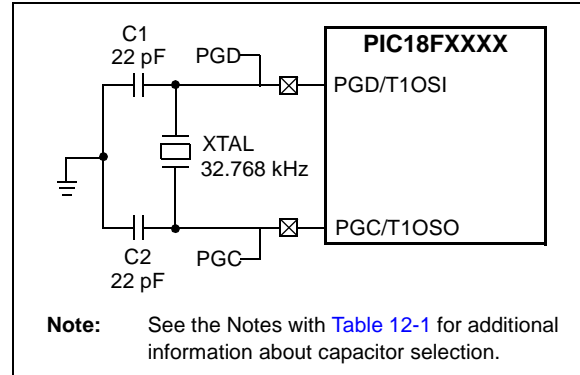 C1
22 pF
PGD
PIC18FXXXX
PGD/T1OSI
XTAL
32.768 kHz
PGC/T1OSO
C2
22 pF
PGC
Note: See the Notes with Table 12-1 for additional
information about capacitor selection.